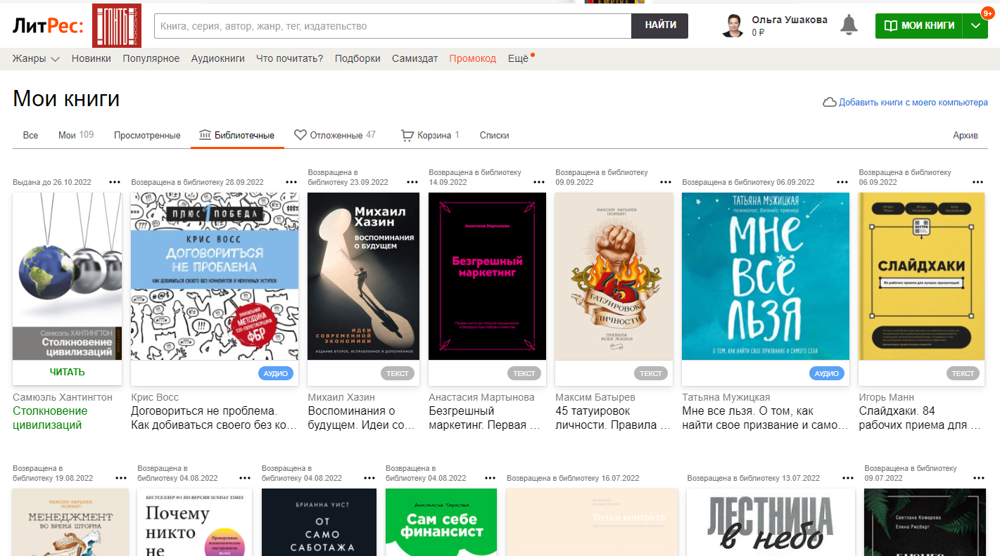 EMPIRE
ЛитРес:
ГПНТБ
РОССИИ
Книга, серия, автор, жанр, тег, издательство
НАЙТИ
Ольга Ушакова
0 ₽
МОИ КНИГИ
9+
Жанры
Новинки
Популярное
Аудиокниги
Что почитать?
Подборки
Самиздат
Промокод
Ещё
Мои книги
Добавить книги с моего компьютера
Все
Мои 109
Просмотренные
Библиотечные
Отложенные 47
Корзина 1
Списки
Архив
Выдана до 26.10.2022
Самюэль ХАНТИНГТОН
Столкновение
цивилизаций
ЧИТАТЬ
Самюэль Хантингтон
Столкновение
цивилизаций
Возвращена в библиотеку 28.09.2022
ПЛЮС 1 ПОБЕДА
КРИС ВОСС
ДОГОВОРИТЬСЯ
НЕ ПРОБЛЕМА
КАК ДОБИВАТЬСЯ СВОЕГО БЕЗ КОНФЛИКТОВ И НЕНУЖНЫХ УСТУПОК
УНИКАЛЬНАЯ
МЕТОДИКА
ТОП-ПЕРЕГОВОРЩИКА
ФБР
АУДИО
Крис Восс
Договориться не проблема.
Как добиваться своего без ко…
Возвращена в
библиотеку 23.09.2022
Михаил
Хазин
ВОСПОМИНАНИЯ
О БУДУЩЕМ
ИДЕИ
СОВРЕМЕННОЙ
ЭКОНОМИКИ
ИЗДАНИЕ ВТОРОЕ, ИСПРАВЛЕННОЕ И ДОПОЛНЕННОЕ
ТЕКСТ
Михаил Хазин
Воспоминания о
будущем. Идеи со…
Возвращена в библиотеку
14.09.2022
Анастасия Мартынова
Безгрешный
маркетинг
ТЕКСТ
Анастасия Мартынова
Безгрешный
маркетинг. Первая …
Возвращена в библиотеку
09.09.2022
МАКСИМ БАТЫРЕВ
(КОМБАТ)
45
ТАТУИРОВОК
ЛИЧНОСТИ
ПРАВИЛА
МОЕЙ ЖИЗНИ
ТЕКСТ
Максим Батырев
45 татуировок
личности. Правила …
Возвращена в библиотеку 06.09.2022
ТАТЬЯНА МУЖИЦКАЯ
психолог, бизнес-тренер
МНЕ
ВСЁ
ЛЬЗЯ
О ТОМ, КАК НАЙТИ СВОЕ ПРИЗВАНИЕ И САМОГО СЕБЯ
АУДИО
Татьяна Мужицкая
Мне все льзя. О том, как
найти свое призвание и само…
Возвращена в библиотеку
06.09.2022
СЛАЙДХАКИ
84 рабочих приема для лучших презентаций
ТЕКСТ
Игорь Манн
Слайдхаки. 84
рабочих приема для …
Возвращена в
библиотеку 19.08.2022
МАКСИМ БАТЫРЕВ
(КОМБАТ)
МЕНЕДЖМЕНТ
ВО ВРЕМЯ ШТОРМА
Возвращена в
библиотеку 04.08.2022
БЕСТСЕЛЛЕР №1 ПО ВЕРСИИ SUNDAY TIMES
Почему
никто
не
Проверенные
психологические
инструменты
Возвращена в
библиотеку 04.08.2022
БРИАННА УИСТ
ОТ
САМО
САБОТАЖА
Возвращена в
библиотеку 04.08.2022
Анастасия Тарасова
Сам себе
финансист
Возвращена в библиотеку 16.07.2022
Точки контакта
Возвращена в библиотеку 13.07.2022
ЛЕСТНИЦА
в небо
Возвращена в библиотеку
09.07.2022
Светлана Комарова
Елена Рисберг